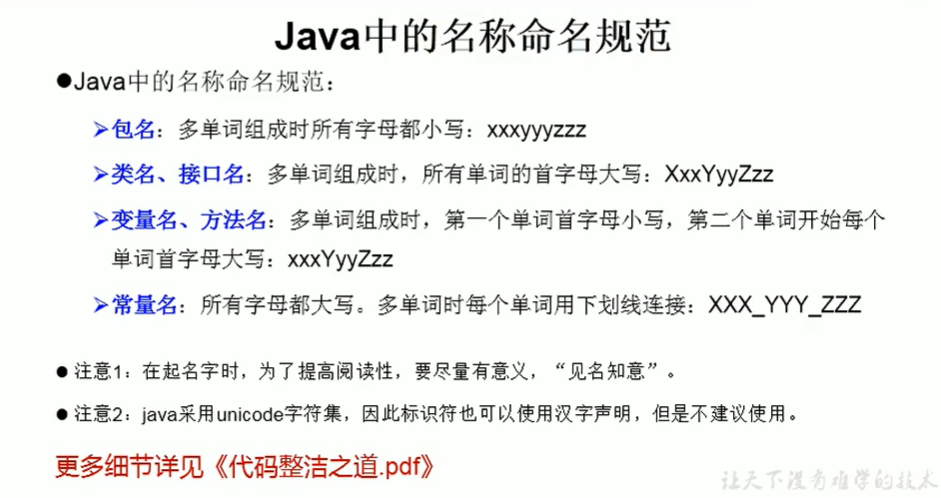 Java中的名称命名规范
●Java中的名称命名规范：
➢包名：多单词组成时所有字母都小写：xxxyyyzzz
➢类名、接口名：多单词组成时，所有单词的首字母大写：XxxYyyZzz
➢变量名、方法名：多单词组成时，第一个单词首字母小写，第二个单词开始每个
单词首字母大写：xxxYyyZzz
➢常量名：所有字母都大写。多单词时每个单词用下划线连接：XXX_YYY_ZZZ
● 注意1：在起名字时，为了提高阅读性，要尽量有意义，“见名知意”。
● 注意2：java采用unicode字符集，因此标识符也可以使用汉字声明，但是不建议使用。
更多细节详见《代码整洁之道.pdf》
让天下没有难学的技术